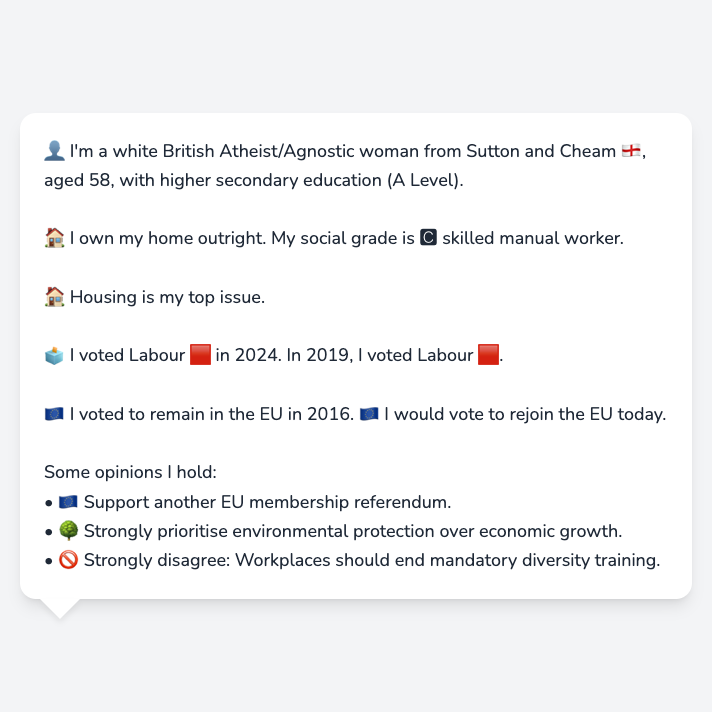 👤 I'm a white British Atheist/Agnostic woman from Sutton and Cheam 🏴󠁧󠁢󠁥󠁮󠁧󠁿,
aged 58, with higher secondary education (A Level).
🏠 I own my home outright. My social grade is 🅲 skilled manual worker.
🏠 Housing is my top issue.
🗳️ I voted Labour 🟥 in 2024. In 2019, I voted Labour 🟥.
🇪🇺 I voted to remain in the EU in 2016. 🇪🇺 I would vote to rejoin the EU today.
Some opinions I hold:
• 🇪🇺 Support another EU membership referendum.
• 🌳 Strongly prioritise environmental protection over economic growth.
• 🚫 Strongly disagree: Workplaces should end mandatory diversity training.